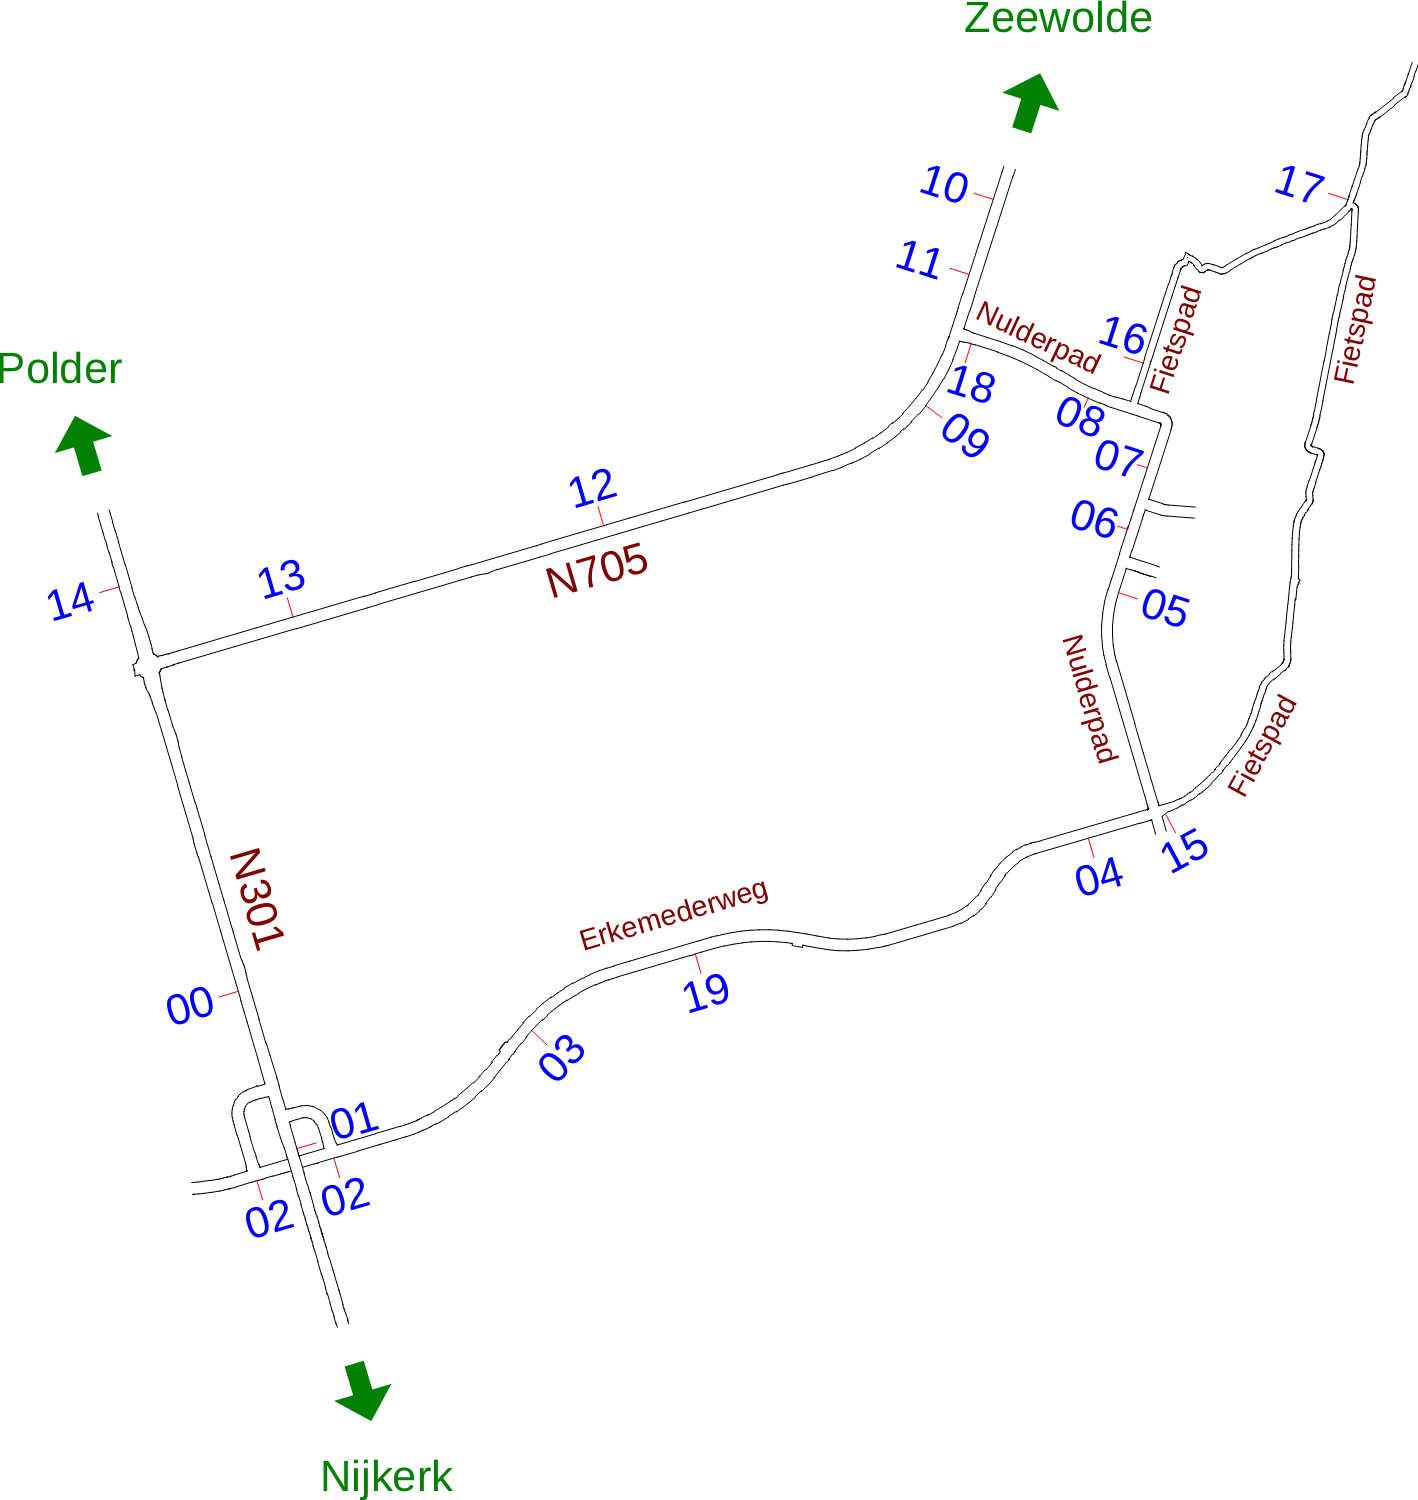 Zeewolde
10
17
11
Fietspad
Fietspad
Nulderpad
16
Polder
18
08
09
07
12
06
N705
13
14
05
Nulderpad
Fietspad
N301
15
04
Erkemederweg
19
00
03
01
02
02
Nijkerk